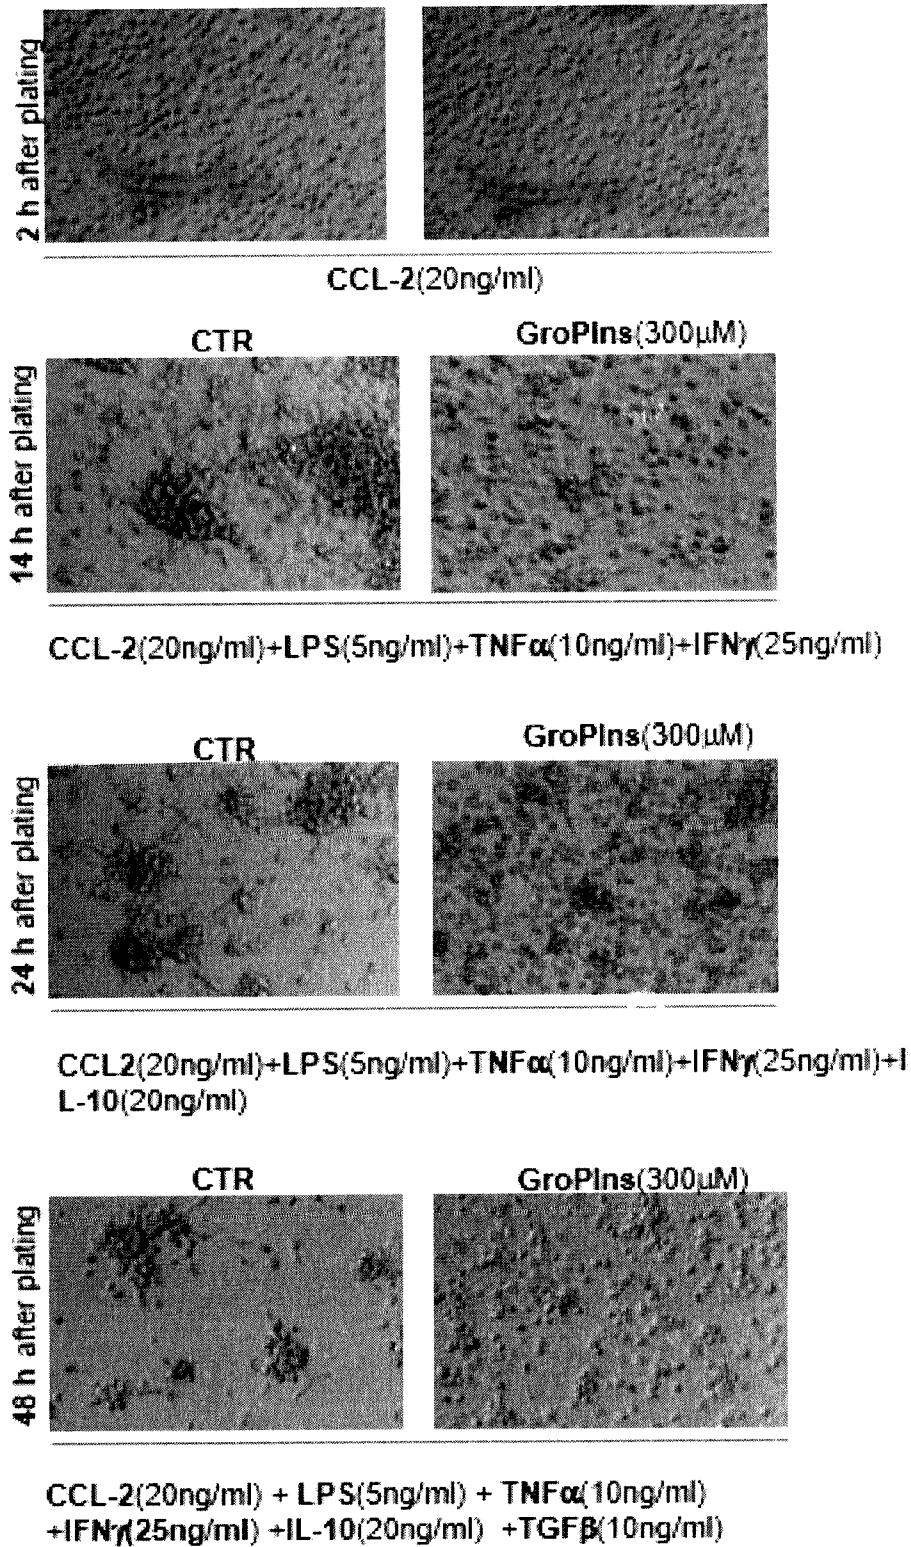 2 h after plating
CCL-2(20ng/ml)
CTR
GroPIns(300µM)
14 h after plating
CCL-2(20ng/ml)+LPS(5ng/ml)+TNFα(10ng/ml)+IFNγ(25ng/ml)
CTR
GroPIns(300µM)
24 h after plating
CCL2(20ng/ml)+LPS(5ng/ml)+TNFα(10ng/ml)+IFNγ(25ng/ml)+I
L-10(20ng/ml)
CTR
GroPIns(300µM)
48 h after plating
CCL-2(20ng/ml) + LPS(5ng/ml) + TNFα(10ng/ml)
+IFNγ(25ng/ml) +IL-10(20ng/ml) +TGFβ(10ng/ml)